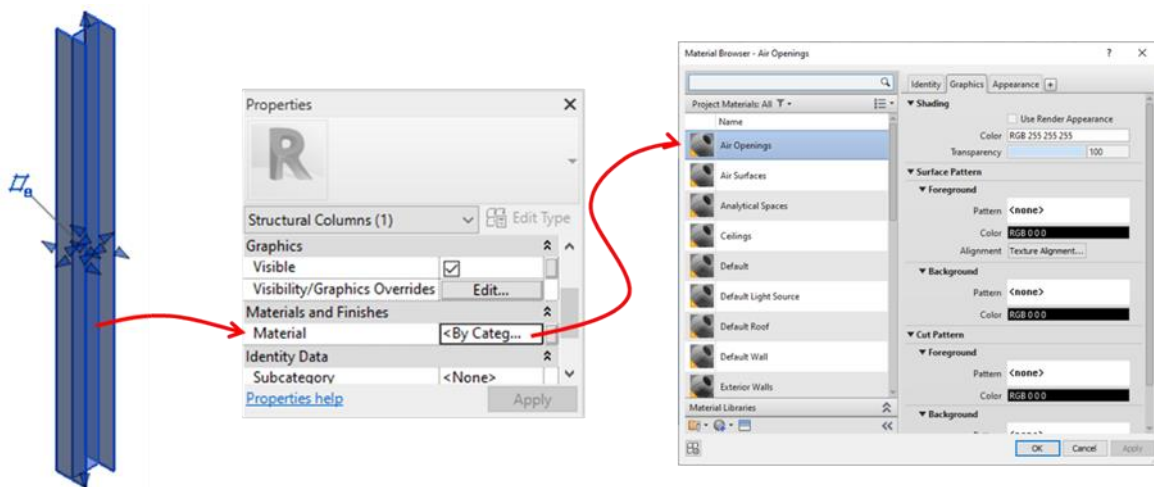 Properties
R
Structural Columns (1)
Edit Type
Graphics
Visible
Visibility/Graphics Overrides
Edit...
Materials and Finishes
Material
<By Categ...
Identity Data
Subcategory
<None>
Properties help
Apply
Material Browser - Air Openings
?
Project Materials: All
Name
Air Openings
Air Surfaces
Analytical Spaces
Ceilings
Default
Default Light Source
Default Roof
Default Wall
Exterior Walls
Material Libraries
Identity
Graphics
Appearance
Shading
Use Render Appearance
Color
RGB 255 255 255
Transparency
100
Surface Pattern
Foreground
Pattern
<none>
Color
RGB 0 0 0
Alignment
Texture Alignment...
Background
Pattern
<none>
Color
RGB 0 0 0
Cut Pattern
Foreground
Pattern
<none>
Color
RGB 0 0 0
Background
OK
Cancel
Apply